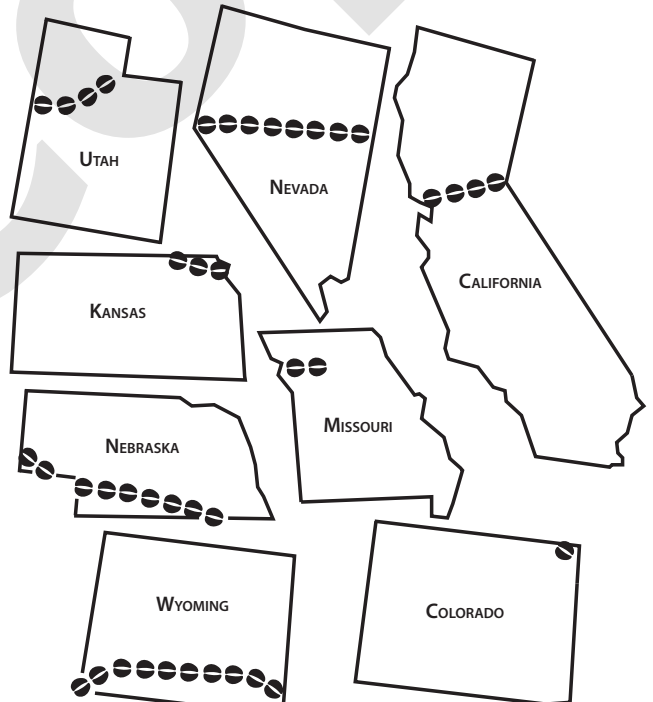 UTAH
NEVADA
CALIFORNIA
KANSAS
MISSOURI
NEBRASKA
WYOMING
COLORADO